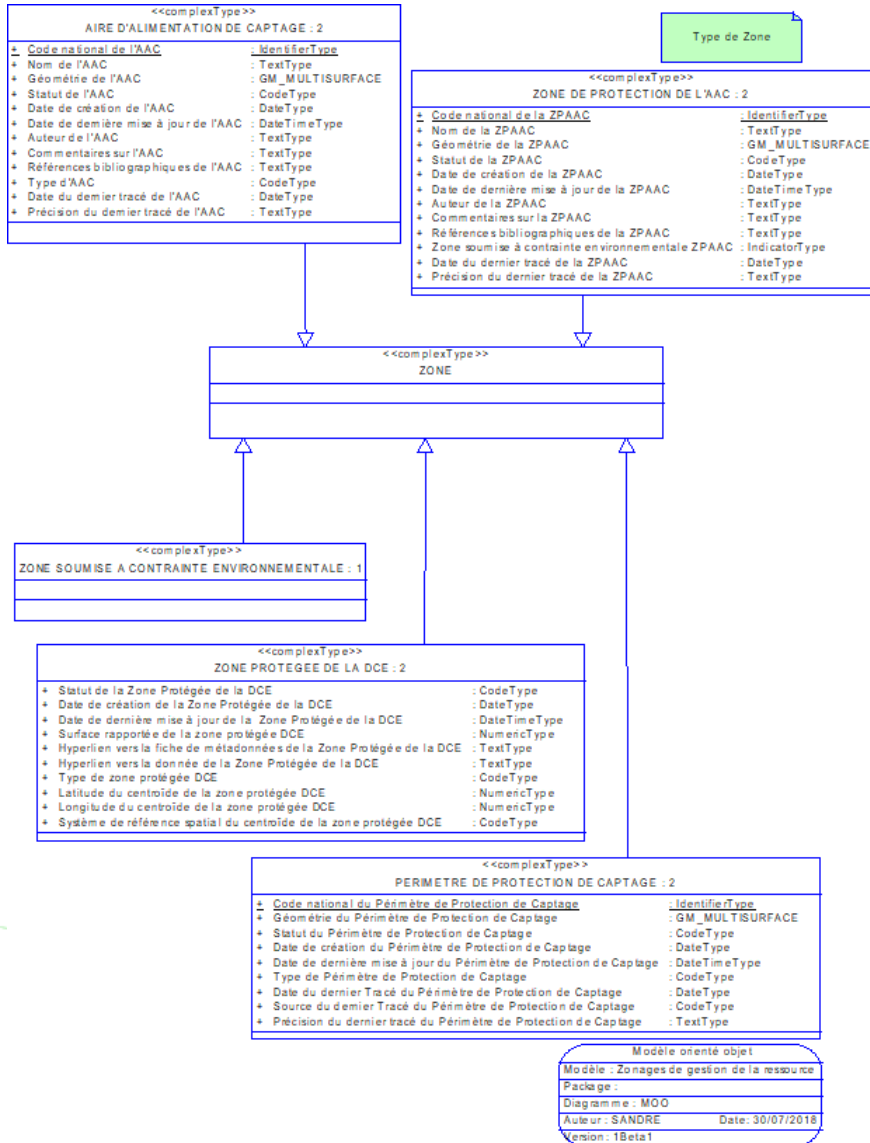 <<complexType>>
AIRE D'ALIMENTATION DE CAPTAGE : 2
+ Code national de l'AAC : IdentifierType
+ Nom de l'AAC : TextType
+ Géométrie de l'AAC : GM_MULTISURFACE
+ Statut de l'AAC : CodeType
+ Date de création de l'AAC : DateType
+ Date de dernière mise à jour de l'AAC : DateTimeType
+ Auteur de l'AAC : TextType
+ Commentaires sur l'AAC : TextType
+ Références bibliographiques de l'AAC : TextType
+ Type d'AAC : CodeType
+ Date du dernier tracé de l'AAC : DateType
+ Précision du dernier tracé de l'AAC : TextType
Type de Zone
<<complexType>>
ZONE DE PROTECTION DE L'AAC : 2
+ Code national de la ZPAAC : IdentifierType
+ Nom de la ZPAAC : TextType
+ Géométrie de la ZPAAC : GM_MULTISURFACE
+ Statut de la ZPAAC : CodeType
+ Date de création de la ZPAAC : DateType
+ Date de dernière mise à jour de la ZPAAC : DateTimeType
+ Auteur de la ZPAAC : TextType
+ Commentaires sur la ZPAAC : TextType
+ Références bibliographiques de la ZPAAC : TextType
+ Zone soumise à contrainte environnementale ZPAAC : IndicatorType
+ Date du dernier tracé de la ZPAAC : DateType
+ Précision du dernier tracé de la ZPAAC : TextType
<<complexType>>
ZONE
<<complexType>>
ZONE SOUMISE A CONTRAINTE ENVIRONNEMENTALE : 1
<<complexType>>
ZONE PROTEGEE DE LA DCE : 2
+ Statut de la Zone Protégée de la DCE : CodeType
+ Date de création de la Zone Protégée de la DCE : DateType
+ Date de dernière mise à jour de la Zone Protégée de la DCE : DateTimeType
+ Surface rapportée de la zone protégée DCE : NumericType
+ Hyperlien vers la fiche de métadonnées de la Zone Protégée de la DCE : TextType
+ Hyperlien vers la donnée de la Zone Protégée de la DCE : TextType
+ Type de zone protégée DCE : CodeType
+ Latitude du centroïde de la zone protégée DCE : NumericType
+ Longitude du centroïde de la zone protégée DCE : NumericType
+ Système de référence spatial du centroïde de la zone protégée DCE : CodeType
<<complexType>>
PERIMETRE DE PROTECTION DE CAPTAGE : 2
+ Code national du Périmètre de Protection de Captage : IdentifierType
+ Géométrie du Périmètre de Protection de Captage : GM_MULTISURFACE
+ Statut du Périmètre de Protection de Captage : CodeType
+ Date de création du Périmètre de Protection de Captage : DateType
+ Date de dernière mise à jour du Périmètre de Protection de Captage : DateTimeType
+ Type de Périmètre de Protection de Captage : CodeType
+ Date du dernier Tracé du Périmètre de Protection de Captage : DateType
+ Source du dernier Tracé du Périmètre de Protection de Captage : CodeType
+ Précision du dernier tracé du Périmètre de Protection de Captage : TextType
Modèle orienté objet
Modèle : Zonages de gestion de la ressource
Package :
Diagramme : MOO
Auteur : SANDRE Date: 30/07/2018
Version : 1Beta1